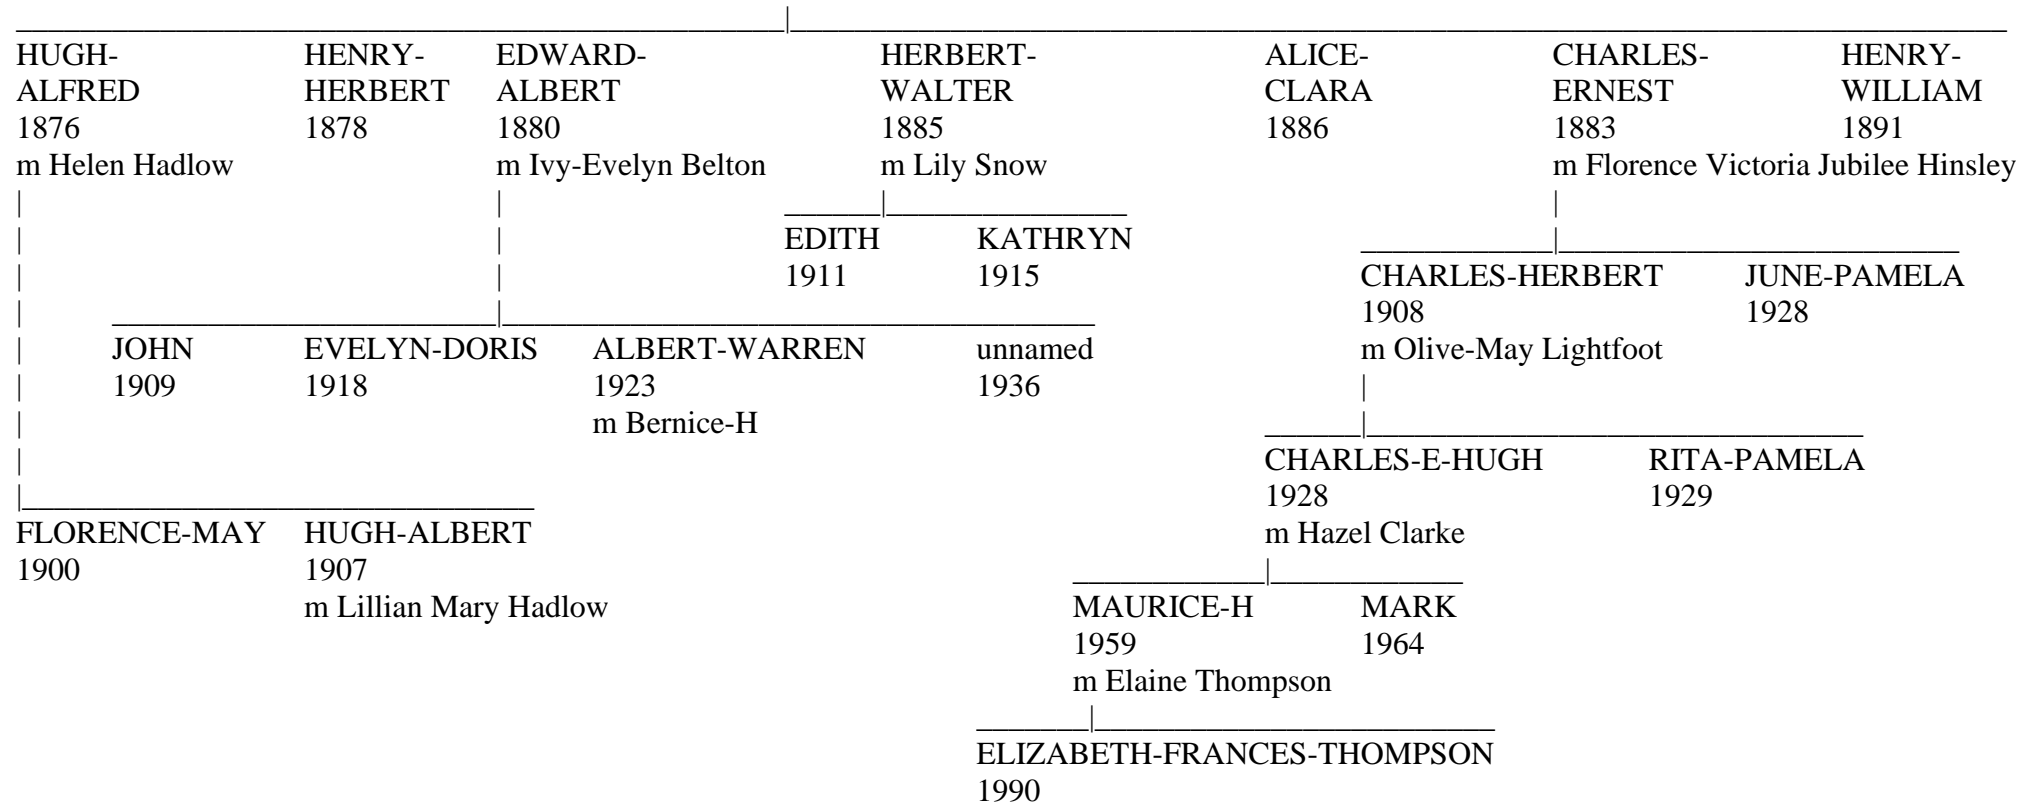 HUGH- HENRY- EDWARD- HERBERT- ALICE- CHARLES- HENRY-
ALFRED HERBERT ALBERT WALTER CLARA ERNEST WILLIAM
1876 1878 1880 1885 1886 1883 1891
m Helen Hadlow m Ivy-Evelyn Belton m Lily Snow m Florence Victoria Jubilee Hinsley
EDITH KATHRYN
1911 1915 CHARLES-HERBERT JUNE-PAMELA
1908 1928
JOHN EVELYN-DORIS ALBERT-WARREN unnamed m Olive-May Lightfoot
1909 1918 1923 1936
m Bernice-H
CHARLES-E-HUGH RITA-PAMELA
1928 1929
FLORENCE-MAY HUGH-ALBERT m Hazel Clarke
1900 1907
m Lillian Mary Hadlow MAURICE-H MARK
1959 1964
m Elaine Thompson
ELIZABETH-FRANCES-THOMPSON
1990